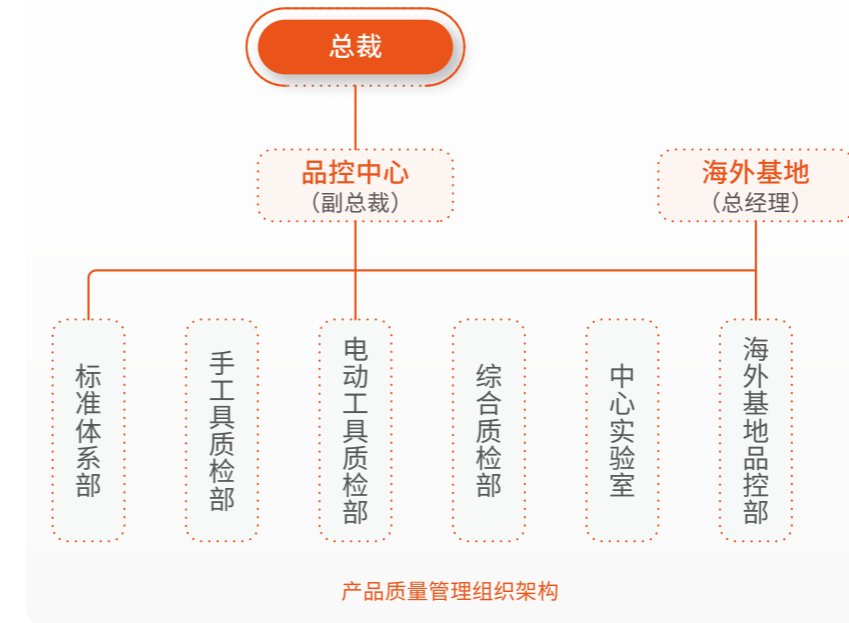 总裁
品控中心
（副总裁）
海外基地
（总经理）
标准体系部
手工具质检部
电动工具质检部
综合质检部
中心实验室
海外基地品控部
产品质量管理组织架构